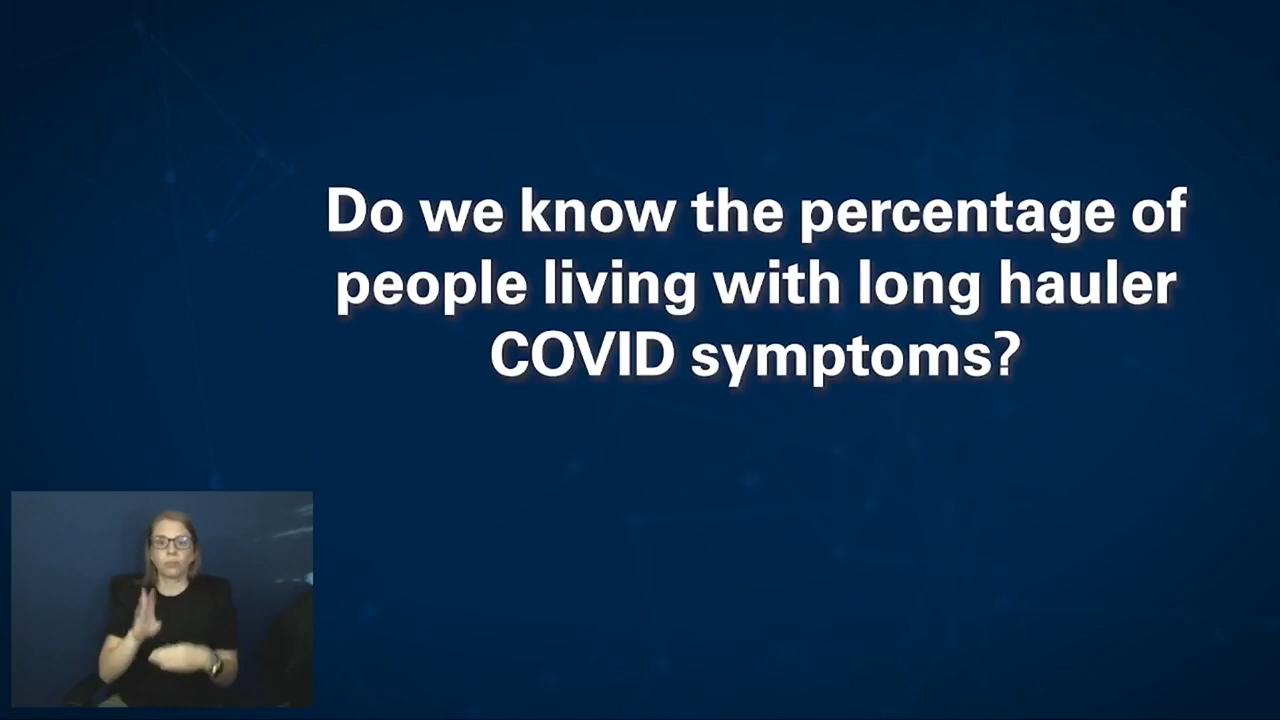 Do we know the percentage of
people living with long hauler
COVID symptoms?